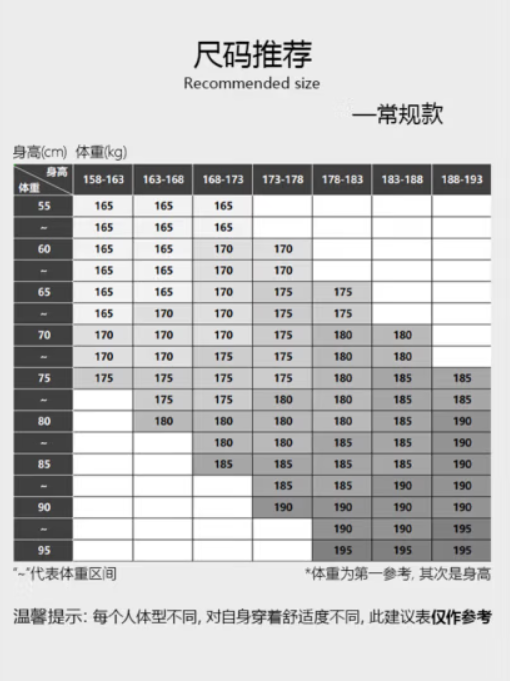 尺码推荐
Recommended size
—常规款
身高(cm) 体重(kg)
身高 体重 158-163 163-168 168-173 173-178 178-183 183-188 188-193
55 165 165 165
~ 165 165 165
60 165 165 170 170
~ 165 165 170 170
65 165 165 170 175 175
~ 165 170 170 175 175
70 170 170 170 175 180 180
~ 170 170 175 175 180 180
75 175 175 175 175 180 185 185
~ 175 175 180 180 185 185
80 180 180 180 180 185 190
~ 180 180 185 185 190
85 185 185 185 185 190
~ 185 185 190 190
90 190 190 190 190
~ 190 190 195
95 195 195 195
“~”代表体重区间 *体重为第一参考, 其次是身高
温馨提示: 每个人体型不同, 对自身穿着舒适度不同, 此建议表仅作参考